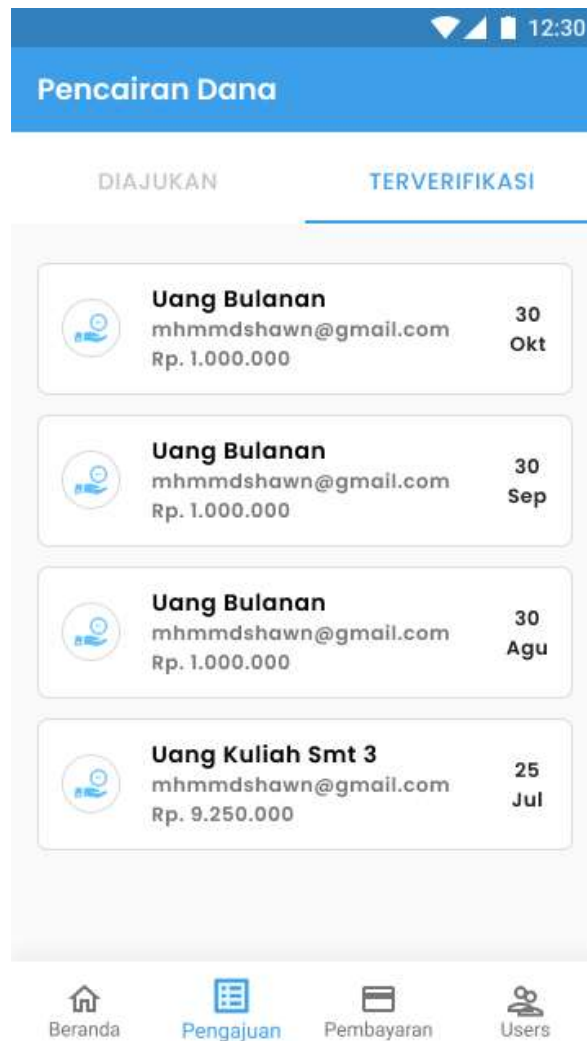 12:30
Pencairan Dana
DIAJUKAN TERVERIFIKASI
Uang Bulanan
mhmmdshawn@gmail.com
Rp. 1.000.000
30
Okt
Uang Bulanan
mhmmdshawn@gmail.com
Rp. 1.000.000
30
Sep
Uang Bulanan
mhmmdshawn@gmail.com
Rp. 1.000.000
30
Agu
Uang Kuliah Smt 3
mhmmdshawn@gmail.com
Rp. 9.250.000
25
Jul
Beranda Pengajuan Pembayaran Users